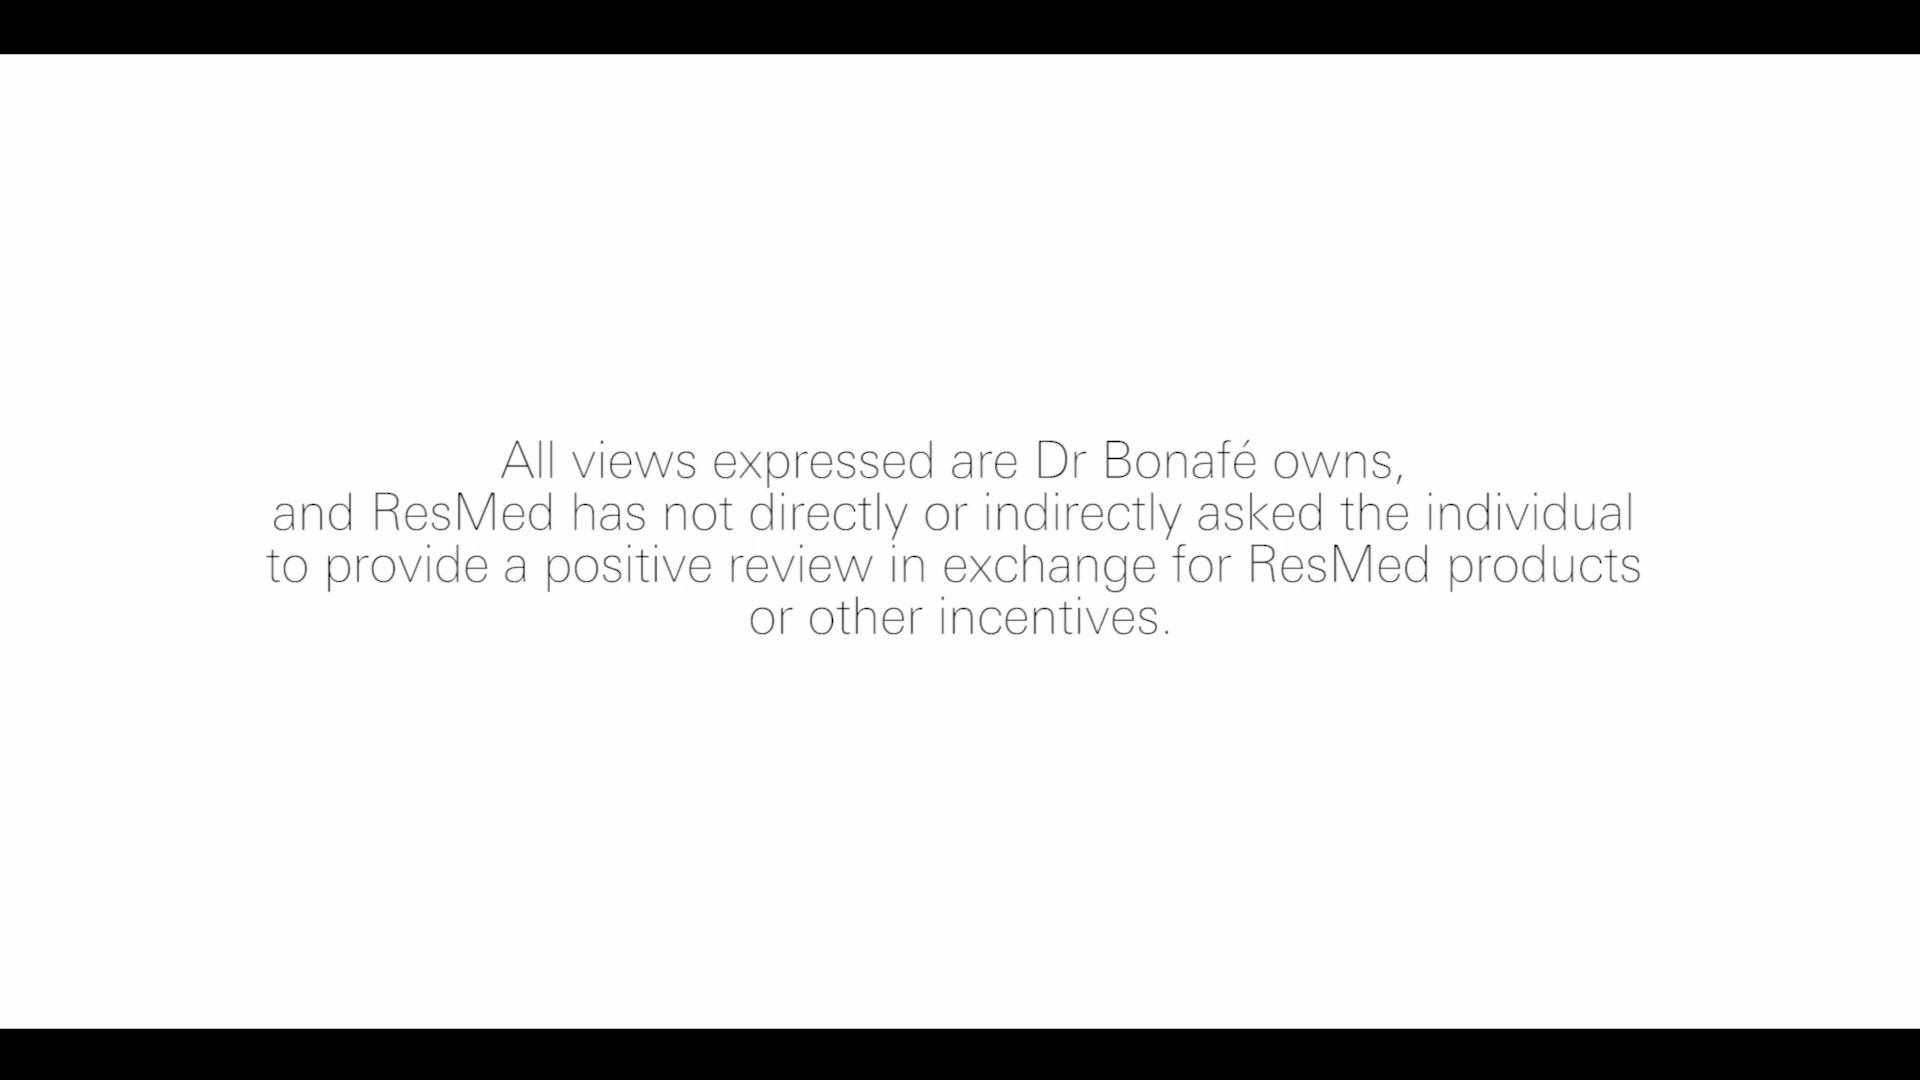 All views expressed are Dr Bonafé owns,
and ResMed has not directly or indirectly asked the individual
to provide a positive review in exchange for ResMed products
or other incentives.